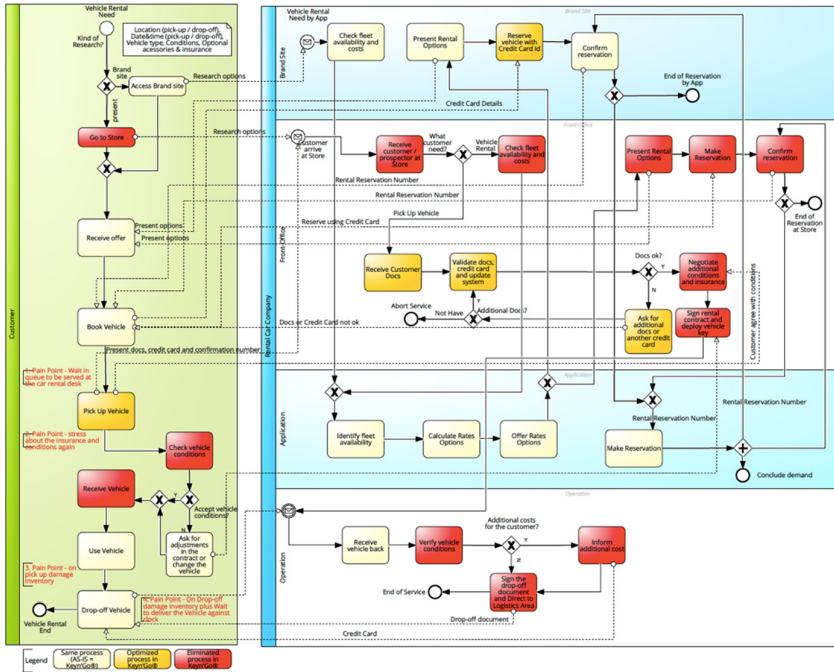 Vehicle Rental
Need
Kind of
Research?
Location (pick-up / drop-off),
Date&dime (pick-up / drop-off),
Vehicle type, Conditions, Optional
acessories & insurance
Brand
site
Access Brand site
present
Research options
Go to Store
Research options
Receive offer
Present options
Present options
Reserve using Credit Card
Book Vehicle
Docs or Credit Card not ok
Present docs, credit card and confirmation number
1. Pain Point - Wait in
queue to be served at
the car rental desk
Pick Up Vehicle
2. Pain Point - stress
about the insurance and
conditions again
Check vehicle
conditions
Receive Vehicle
Y
Accept vehicle
conditions?
N
Ask for
adjustments
in the
contract or
change the
vehicle
Use Vehicle
3. Pain Point - on
pick up damage
inventory
Drop-off Vehicle
4. Pain Point - On Drop-off
damage inventory plus Wait
to deliver the Vehicle against
clock
Vehicle Rental
End
Customer
Rental Car Company
Brand Site
Brand Site
Vehicle Rental
Need by App
Check fleet
availability and
costs
Present Rental
Options
Reserve
vehicle with
Credit Card Id
Confirm
reservation
End of Reservation
by App
Credit Card Details
Front-Office
Front-Office
Customer
arrive
at Store
Receive
customer /
prospector at
Store
What
customer
need?
Vehicle
Rental
Check fleet
availability and
costs
Present Rental
Options
Make
Reservation
Confirm
reservation
End of
Reservation
at Store
Rental Reservation Number
Rental Reservation Number
Pick Up Vehicle
Receive Customer
Docs
Validate docs,
credit card
and update
system
Docs ok?
Y
N
Negotiate
additional
conditions
and insurance
Abort Service
Not Have
Additional Docs?
Y
Ask for
additional
docs or
another credit
card
Sign rental
contract and
deploy vehicle
key
Customer agree with conditions
Application
Application
Identify fleet
availability
Calculate Rates
Options
Offer Rates
Options
Make Reservation
Rental Reservation Number
Rental Reservation Number
Conclude demand
Operation
Operation
Receive
vehicle back
Verify vehicle
conditions
Additional costs
for the customer?
Y
N
Inform
additional cost
End of Service
Sign the
drop-off
document
and Direct to
Logistics Area
Drop-off document
Credit Card
Legend
Same process
(AS-IS =
Keyn'Go®)
Optimized
process in
Keyn'Go®
Eliminated
process in
Keyn'Go®